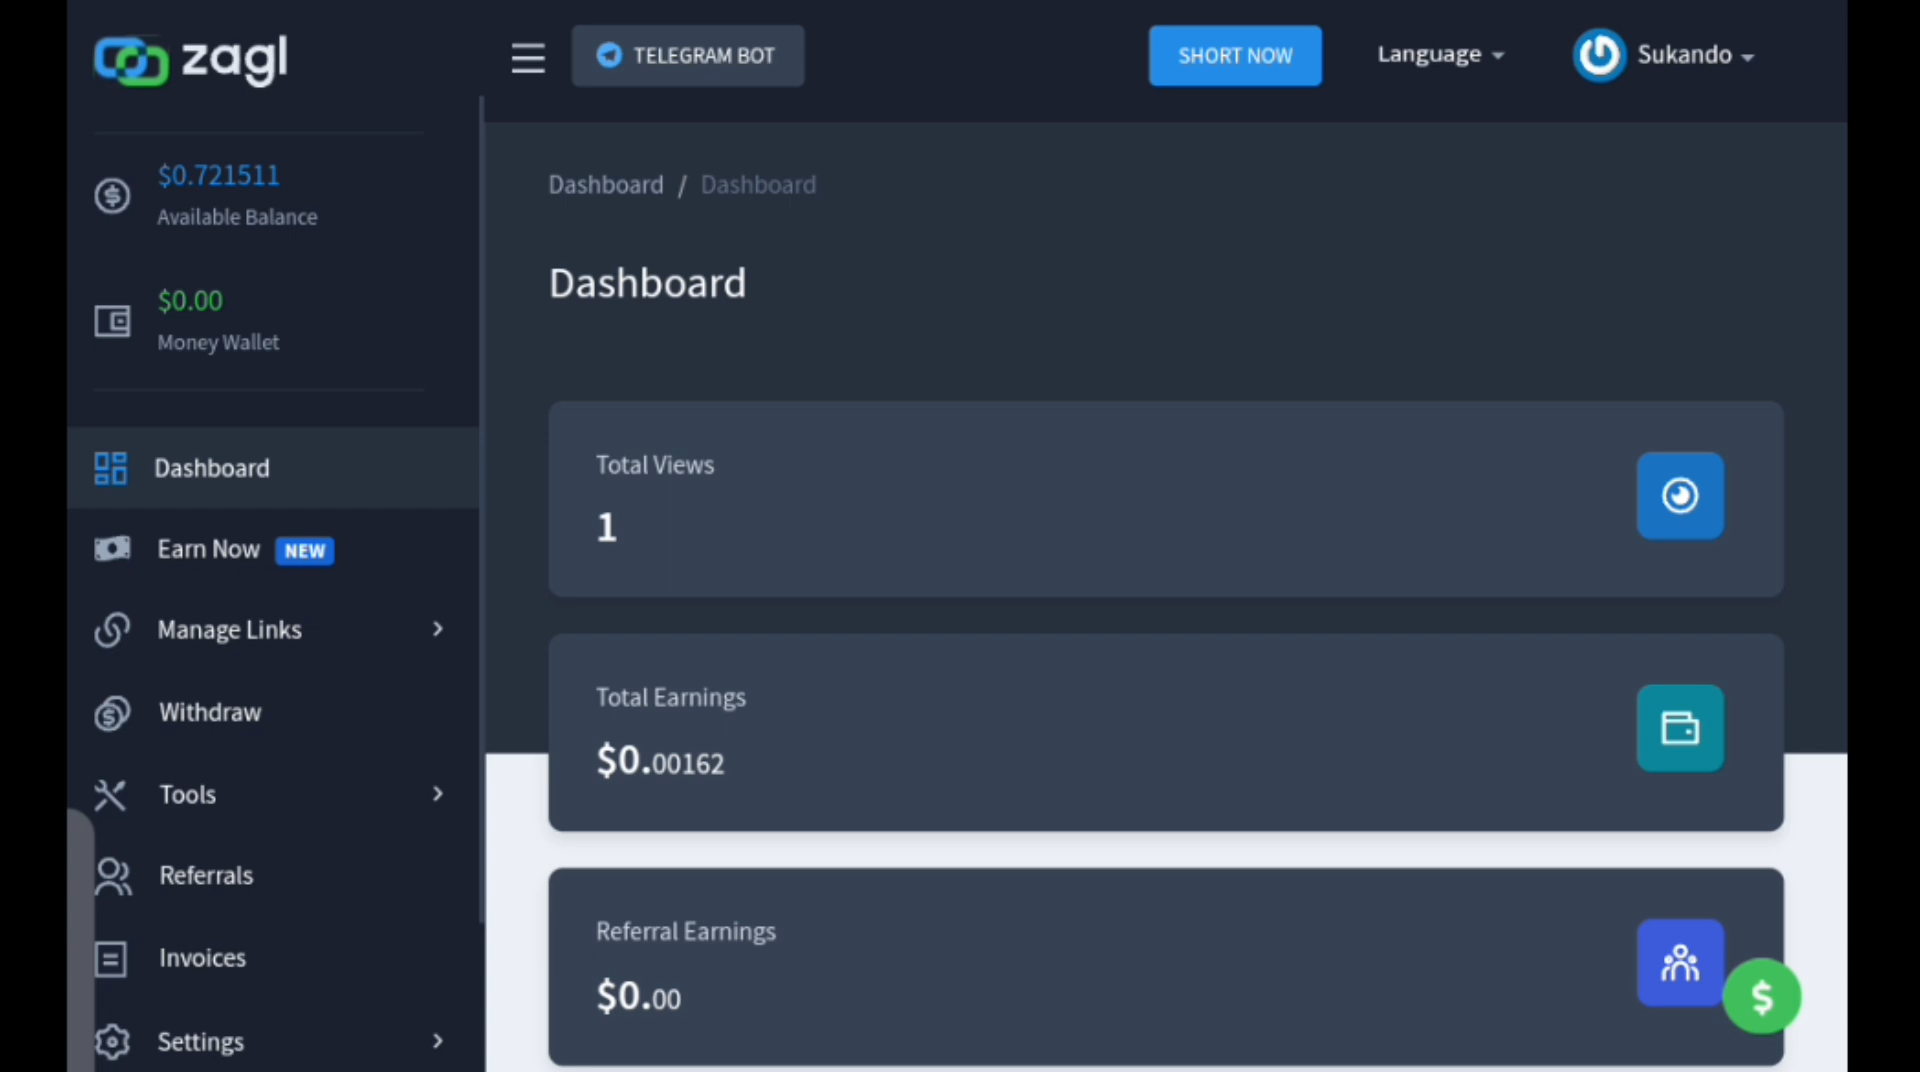 zagl
TELEGRAM BOT
SHORT NOW
Language
Sukando
$0.721511
Available Balance
$0.00
Money Wallet
Dashboard
Earn Now NEW
Manage Links
Withdraw
Tools
Referrals
Invoices
Settings
Dashboard / Dashboard
Dashboard
Total Views
1
Total Earnings
$0.00162
Referral Earnings
$0.00